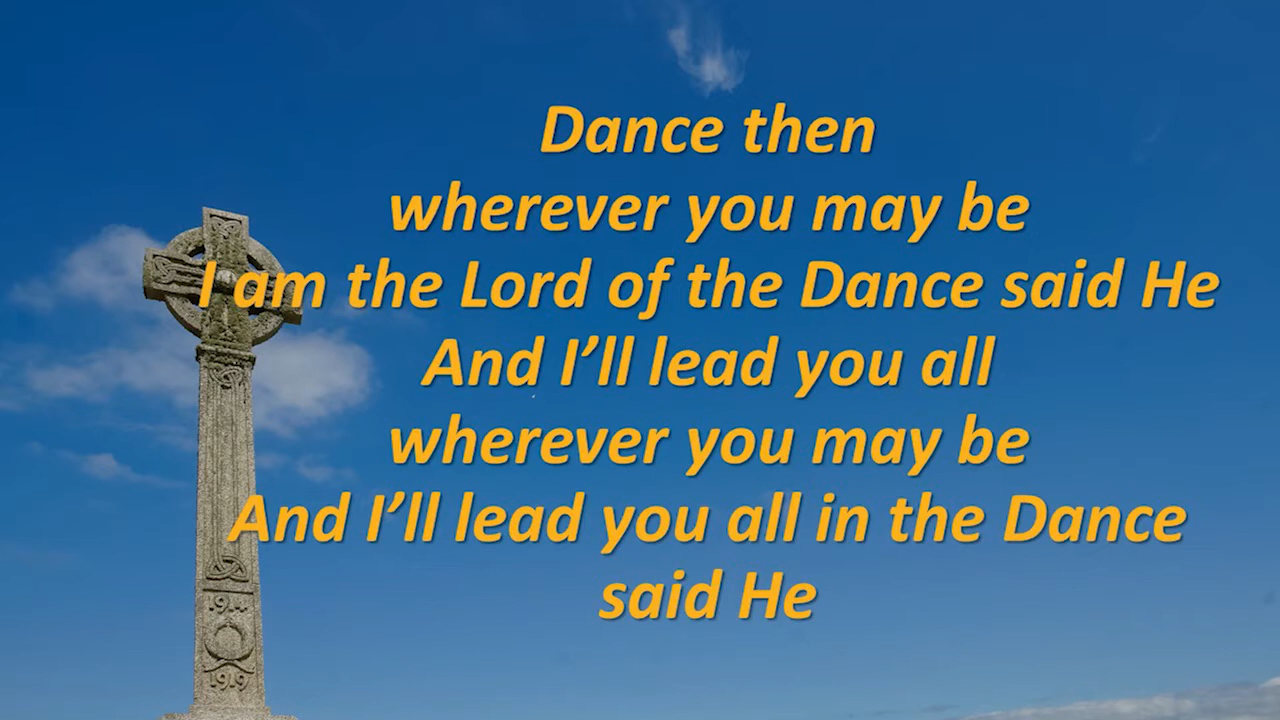 Dance then
wherever you may be
I am the Lord of the Dance said He
And I’ll lead you all
wherever you may be
And I’ll lead you all in the Dance
said He
1919